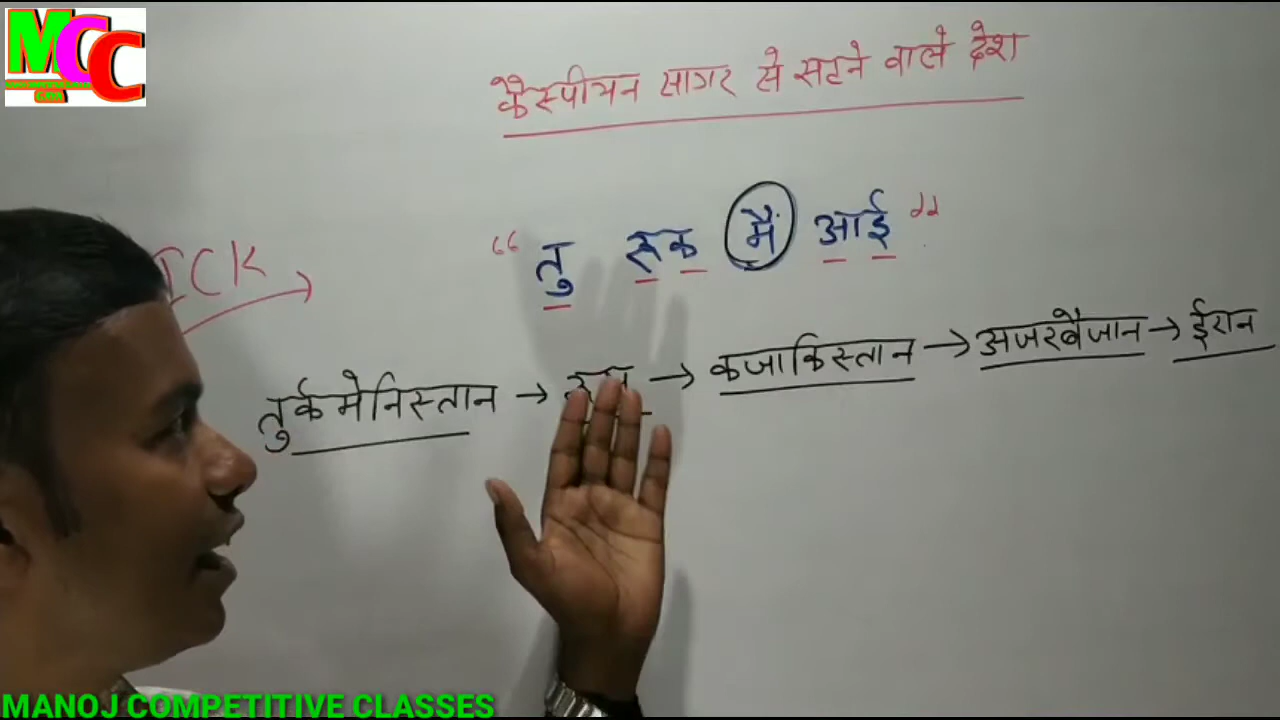 MCC
कैस्पीयन सागर से सटने वाले देश
"तु रुक मैं आई"
ICK
तुर्कमेनिस्तान → → कजाकिस्तान → अजरबैजान → ईरान
MANOJ COMPETITIVE CLASSES